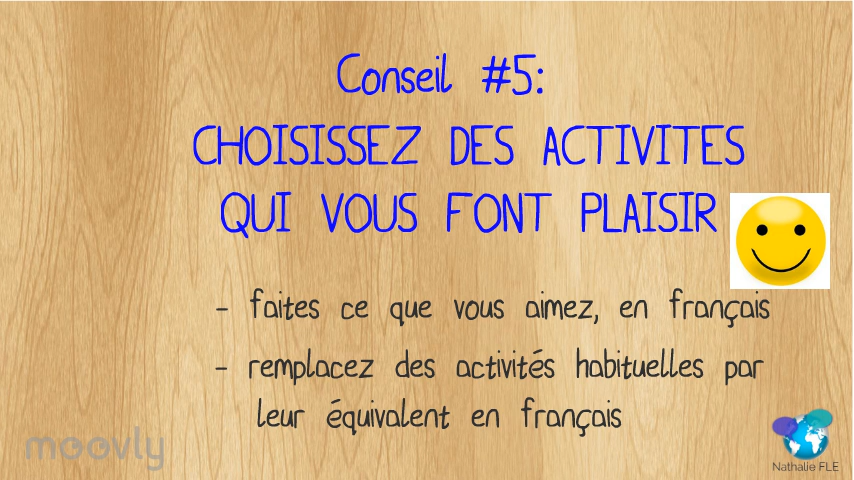 Conseil #5:
CHOISISSEZ DES ACTIVITES
QUI VOUS FONT PLAISIR
- faites ce que vous aimez, en français
- remplacez des activités habituelles par
leur équivalent en français
moovly
Nathalie FLE